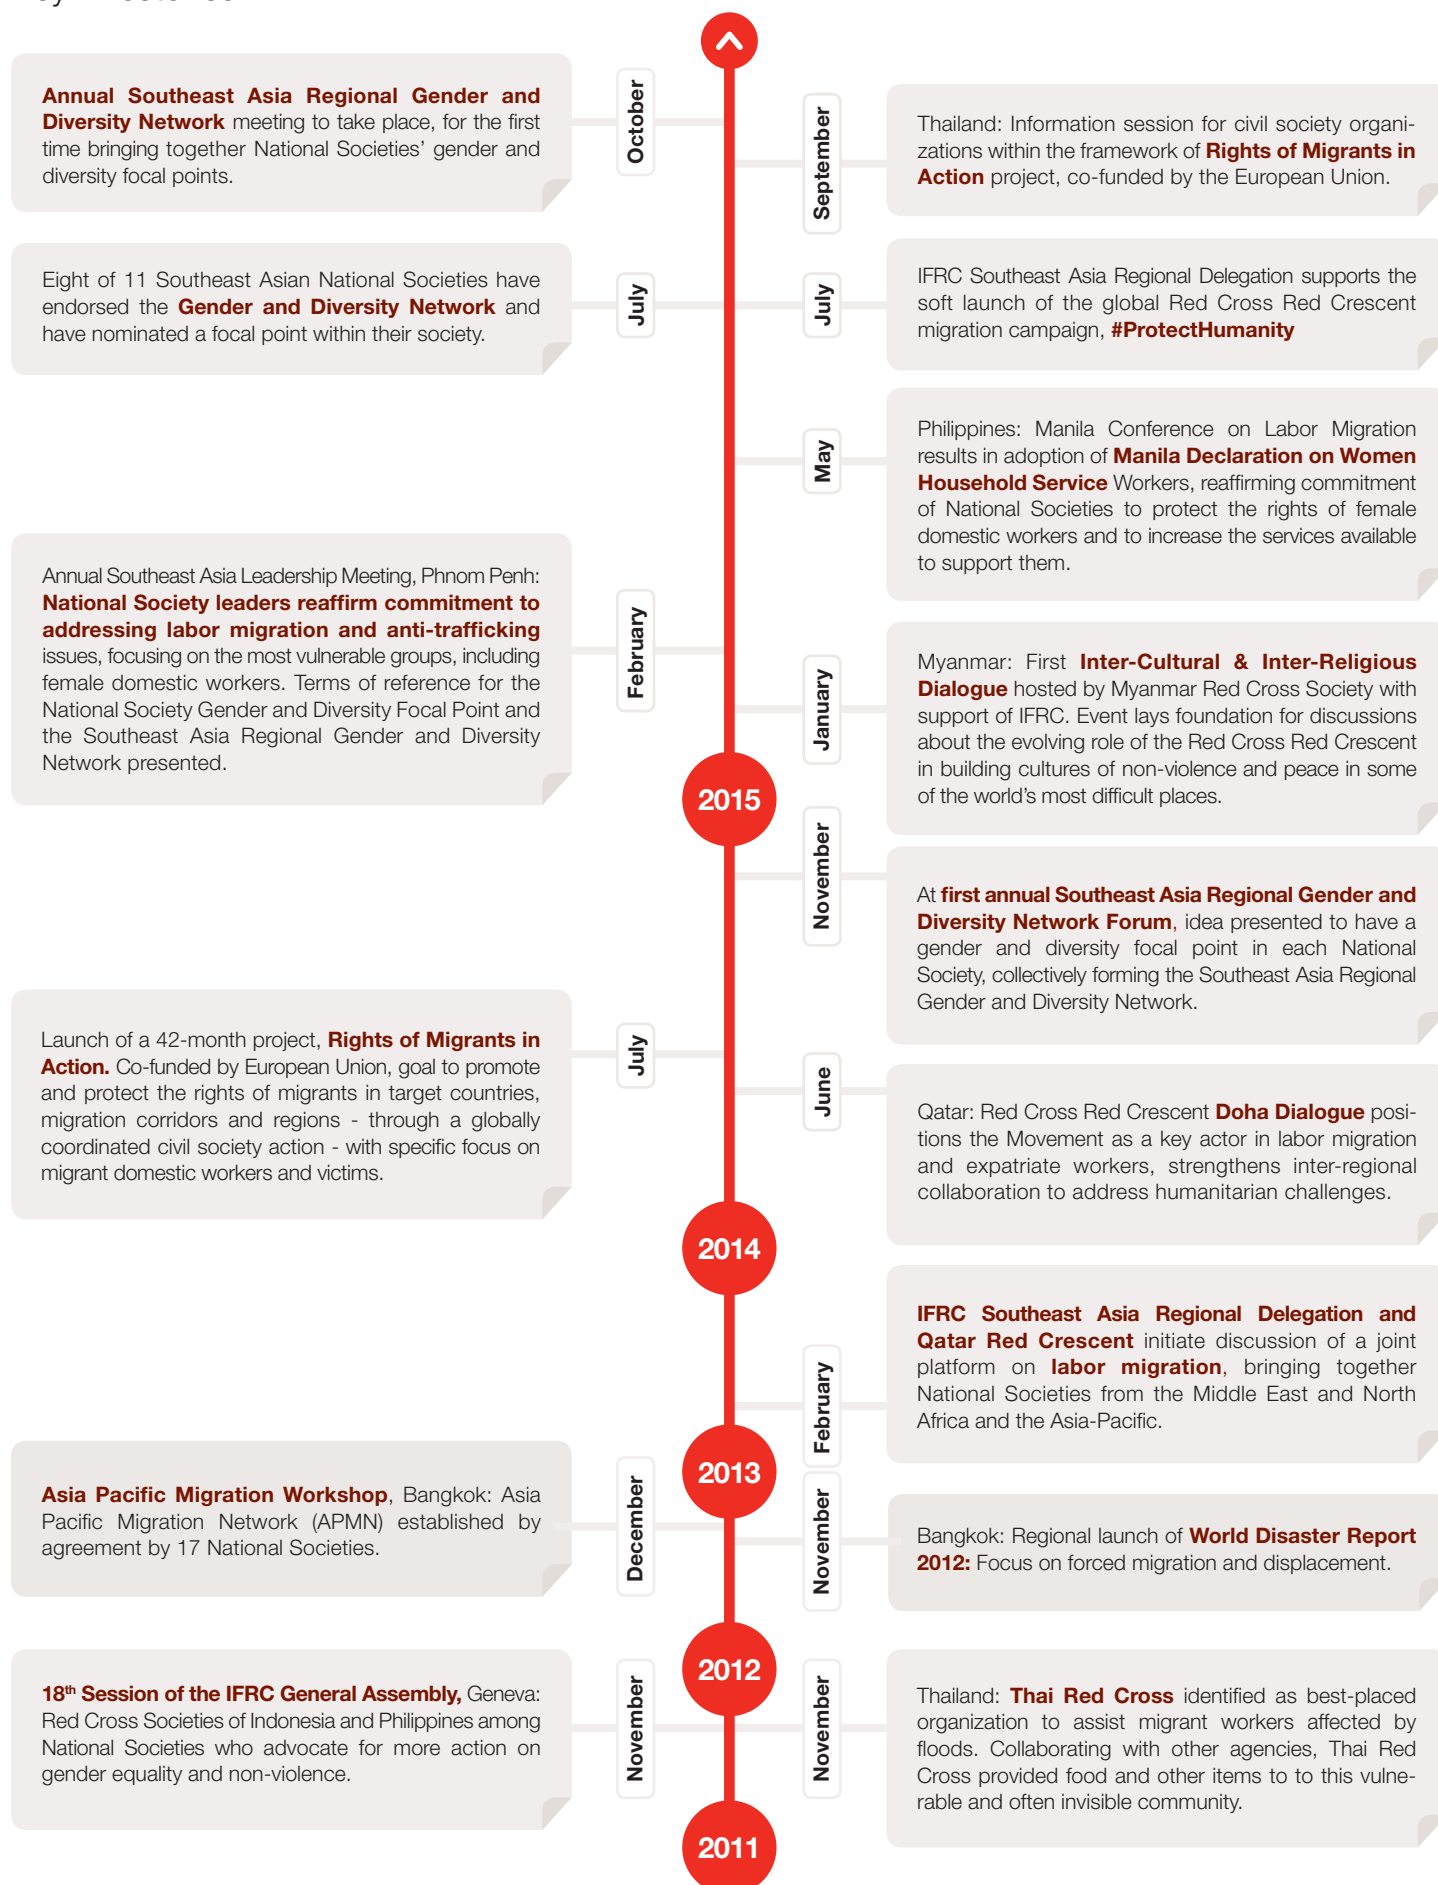 October
Annual Southeast Asia Regional Gender and
Diversity Network meeting to take place, for the first
time bringing together National Societies’ gender and
diversity focal points.
September
Thailand: Information session for civil society organi-
zations within the framework of Rights of Migrants in
Action project, co-funded by the European Union.
July
Eight of 11 Southeast Asian National Societies have
endorsed the Gender and Diversity Network and
have nominated a focal point within their society.
July
IFRC Southeast Asia Regional Delegation supports the
soft launch of the global Red Cross Red Crescent
migration campaign, #ProtectHumanity
May
Philippines: Manila Conference on Labor Migration
results in adoption of Manila Declaration on Women
Household Service Workers, reaffirming commitment
of National Societies to protect the rights of female
domestic workers and to increase the services available
to support them.
February
Annual Southeast Asia Leadership Meeting, Phnom Penh:
National Society leaders reaffirm commitment to
addressing labor migration and anti-trafficking
issues, focusing on the most vulnerable groups, including
female domestic workers. Terms of reference for the
National Society Gender and Diversity Focal Point and
the Southeast Asia Regional Gender and Diversity
Network presented.
January
Myanmar: First Inter-Cultural & Inter-Religious
Dialogue hosted by Myanmar Red Cross Society with
support of IFRC. Event lays foundation for discussions
about the evolving role of the Red Cross Red Crescent
in building cultures of non-violence and peace in some
of the world’s most difficult places.
2015
November
At first annual Southeast Asia Regional Gender and
Diversity Network Forum, idea presented to have a
gender and diversity focal point in each National
Society, collectively forming the Southeast Asia Regional
Gender and Diversity Network.
July
Launch of a 42-month project, Rights of Migrants in
Action. Co-funded by European Union, goal to promote
and protect the rights of migrants in target countries,
migration corridors and regions - through a globally
coordinated civil society action - with specific focus on
migrant domestic workers and victims.
June
Qatar: Red Cross Red Crescent Doha Dialogue posi-
tions the Movement as a key actor in labor migration
and expatriate workers, strengthens inter-regional
collaboration to address humanitarian challenges.
2014
February
IFRC Southeast Asia Regional Delegation and
Qatar Red Crescent initiate discussion of a joint
platform on labor migration, bringing together
National Societies from the Middle East and North
Africa and the Asia-Pacific.
2013
December
Asia Pacific Migration Workshop, Bangkok: Asia
Pacific Migration Network (APMN) established by
agreement by 17 National Societies.
November
Bangkok: Regional launch of World Disaster Report
2012: Focus on forced migration and displacement.
2012
November
18th Session of the IFRC General Assembly, Geneva:
Red Cross Societies of Indonesia and Philippines among
National Societies who advocate for more action on
gender equality and non-violence.
November
Thailand: Thai Red Cross identified as best-placed
organization to assist migrant workers affected by
floods. Collaborating with other agencies, Thai Red
Cross provided food and other items to to this vulne-
rable and often invisible community.
2011